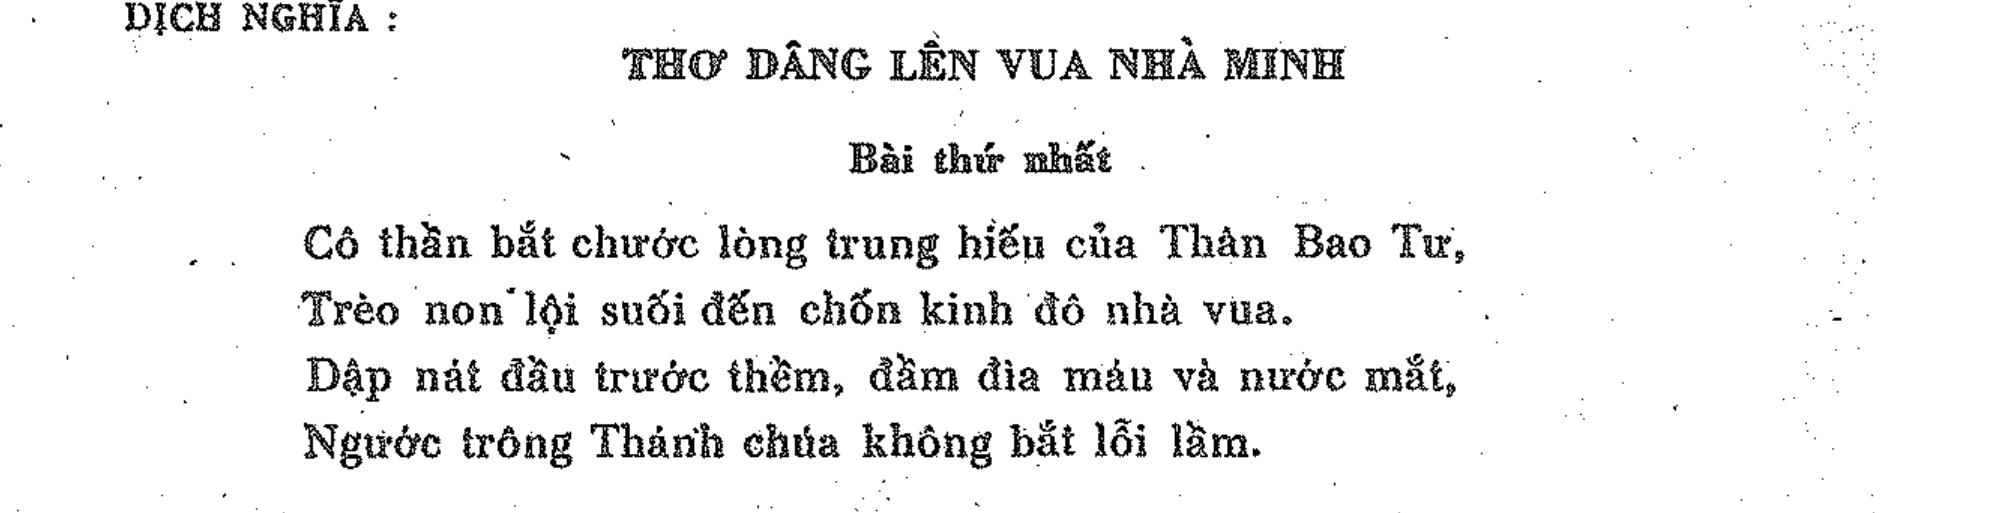 DỊCH NGHĨA :
THƠ DÂNG LÊN VUA NHÀ MINH
Bài thứ nhất
Cô thần bắt chước lòng trung hiếu của Thân Bao Tư,
Trèo non lội suối đến chốn kinh đô nhà vua.
Dập nát đầu trước thềm, đầm đìa máu và nước mắt,
Ngước trông Thánh chúa không bắt lỗi lầm.